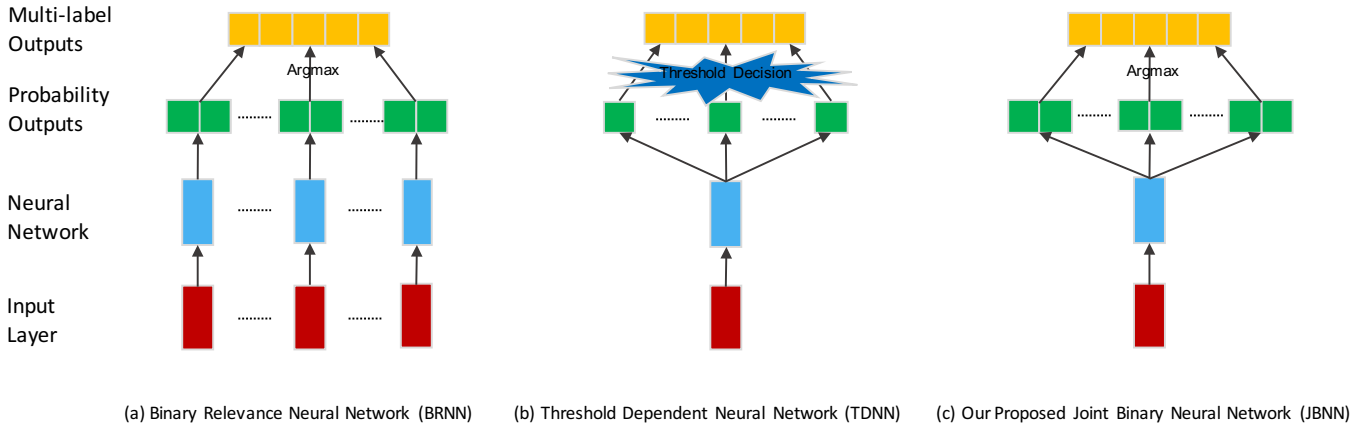 Multi-label
Outputs
Argmax
Threshold Decision
Argmax
Probability
Outputs
Neural
Network
Input
Layer
(a) Binary Relevance Neural Network (BRNN)
(b) Threshold Dependent Neural Network (TDNN)
(c) Our Proposed Joint Binary Neural Network (JBNN)